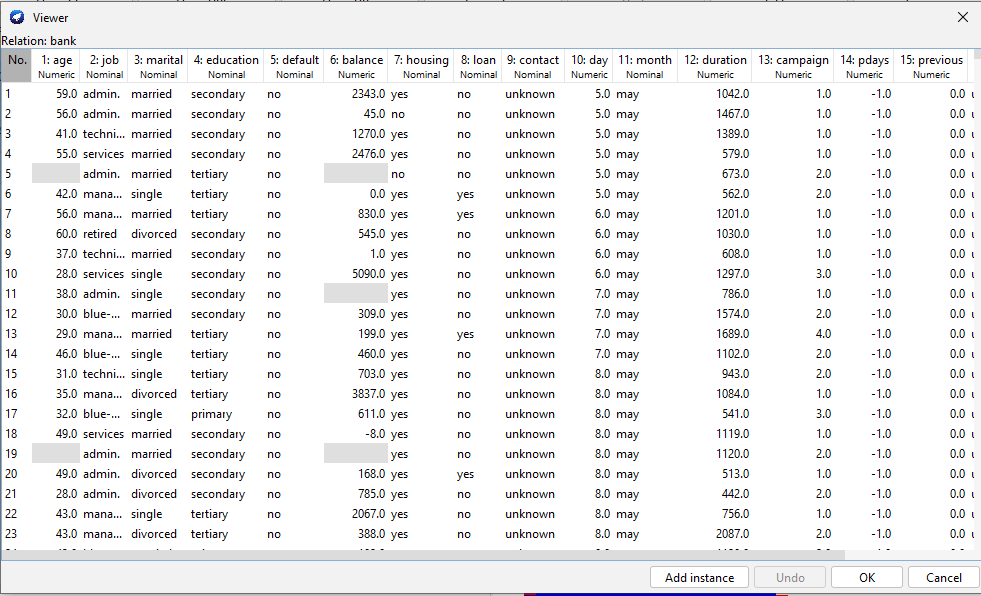 Viewer
Relation: bank
No. 1: age 2: job 3: marital 4: education 5: default 6: balance 7: housing 8: loan 9: contact 10: day 11: month 12: duration 13: campaign 14: pdays 15: previous
Numeric Nominal Nominal Nominal Nominal Numeric Nominal Nominal Nominal Numeric Nominal Numeric Numeric Numeric Numeric
1 59.0 admin. married secondary no 2343.0 yes no unknown 5.0 may 1042.0 1.0 -1.0 0.0
2 56.0 admin. married secondary no 45.0 no no unknown 5.0 may 1467.0 1.0 -1.0 0.0
3 41.0 techni... married secondary no 1270.0 yes no unknown 5.0 may 1389.0 1.0 -1.0 0.0
4 55.0 services married secondary no 2476.0 yes no unknown 5.0 may 579.0 1.0 -1.0 0.0
5 admin. married tertiary no no no unknown 5.0 may 673.0 2.0 -1.0 0.0
6 42.0 mana... single tertiary no 0.0 yes yes unknown 5.0 may 562.0 2.0 -1.0 0.0
7 56.0 mana... married tertiary no 830.0 yes yes unknown 6.0 may 1201.0 1.0 -1.0 0.0
8 60.0 retired divorced secondary no 545.0 yes no unknown 6.0 may 1030.0 1.0 -1.0 0.0
9 37.0 techni... married secondary no 1.0 yes no unknown 6.0 may 608.0 1.0 -1.0 0.0
10 28.0 services single secondary no 5090.0 yes no unknown 6.0 may 1297.0 3.0 -1.0 0.0
11 38.0 admin. single secondary no yes no unknown 7.0 may 786.0 1.0 -1.0 0.0
12 30.0 blue-... married secondary no 309.0 yes no unknown 7.0 may 1574.0 2.0 -1.0 0.0
13 29.0 mana... married tertiary no 199.0 yes yes unknown 7.0 may 1689.0 4.0 -1.0 0.0
14 46.0 blue-... single tertiary no 460.0 yes no unknown 7.0 may 1102.0 2.0 -1.0 0.0
15 31.0 techni... single tertiary no 703.0 yes no unknown 8.0 may 943.0 2.0 -1.0 0.0
16 35.0 mana... divorced tertiary no 3837.0 yes no unknown 8.0 may 1084.0 1.0 -1.0 0.0
17 32.0 blue-... single primary no 611.0 yes no unknown 8.0 may 541.0 3.0 -1.0 0.0
18 49.0 services married secondary no -8.0 yes no unknown 8.0 may 1119.0 1.0 -1.0 0.0
19 admin. married secondary no yes no unknown 8.0 may 1120.0 2.0 -1.0 0.0
20 49.0 admin. divorced secondary no 168.0 yes yes unknown 8.0 may 513.0 1.0 -1.0 0.0
21 28.0 admin. divorced secondary no 785.0 yes no unknown 8.0 may 442.0 2.0 -1.0 0.0
22 43.0 mana... single tertiary no 2067.0 yes no unknown 8.0 may 756.0 1.0 -1.0 0.0
23 43.0 mana... divorced tertiary no 388.0 yes no unknown 8.0 may 2087.0 2.0 -1.0 0.0
Add instance Undo OK Cancel